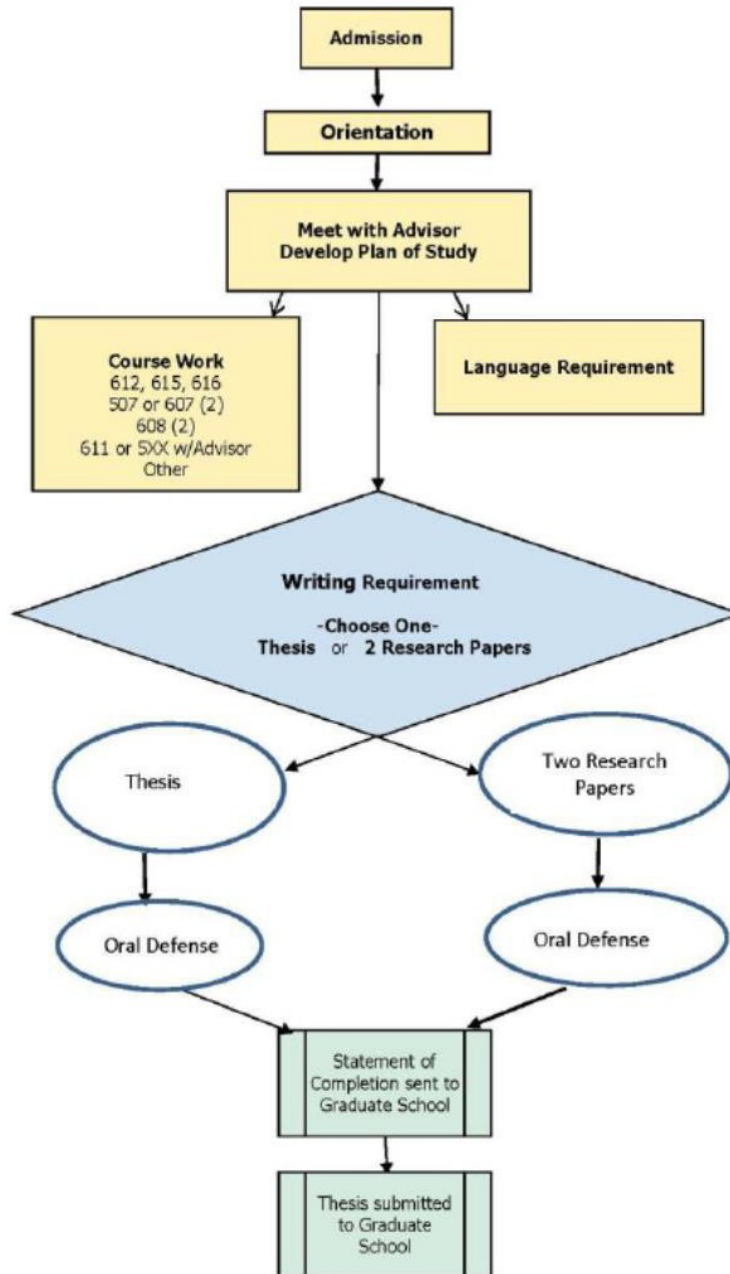 Admission
Orientation
Meet with Advisor
Develop Plan of Study
Course Work
612, 615, 616
507 or 607 (2)
608 (2)
611 or 5XX w/Advisor
Other
Language Requirement
Writing Requirement
-Choose One-
Thesis or 2 Research Papers
Thesis
Two Research
Papers
Oral Defense
Oral Defense
Statement of
Completion sent to
Graduate School
Thesis submitted
to Graduate
School